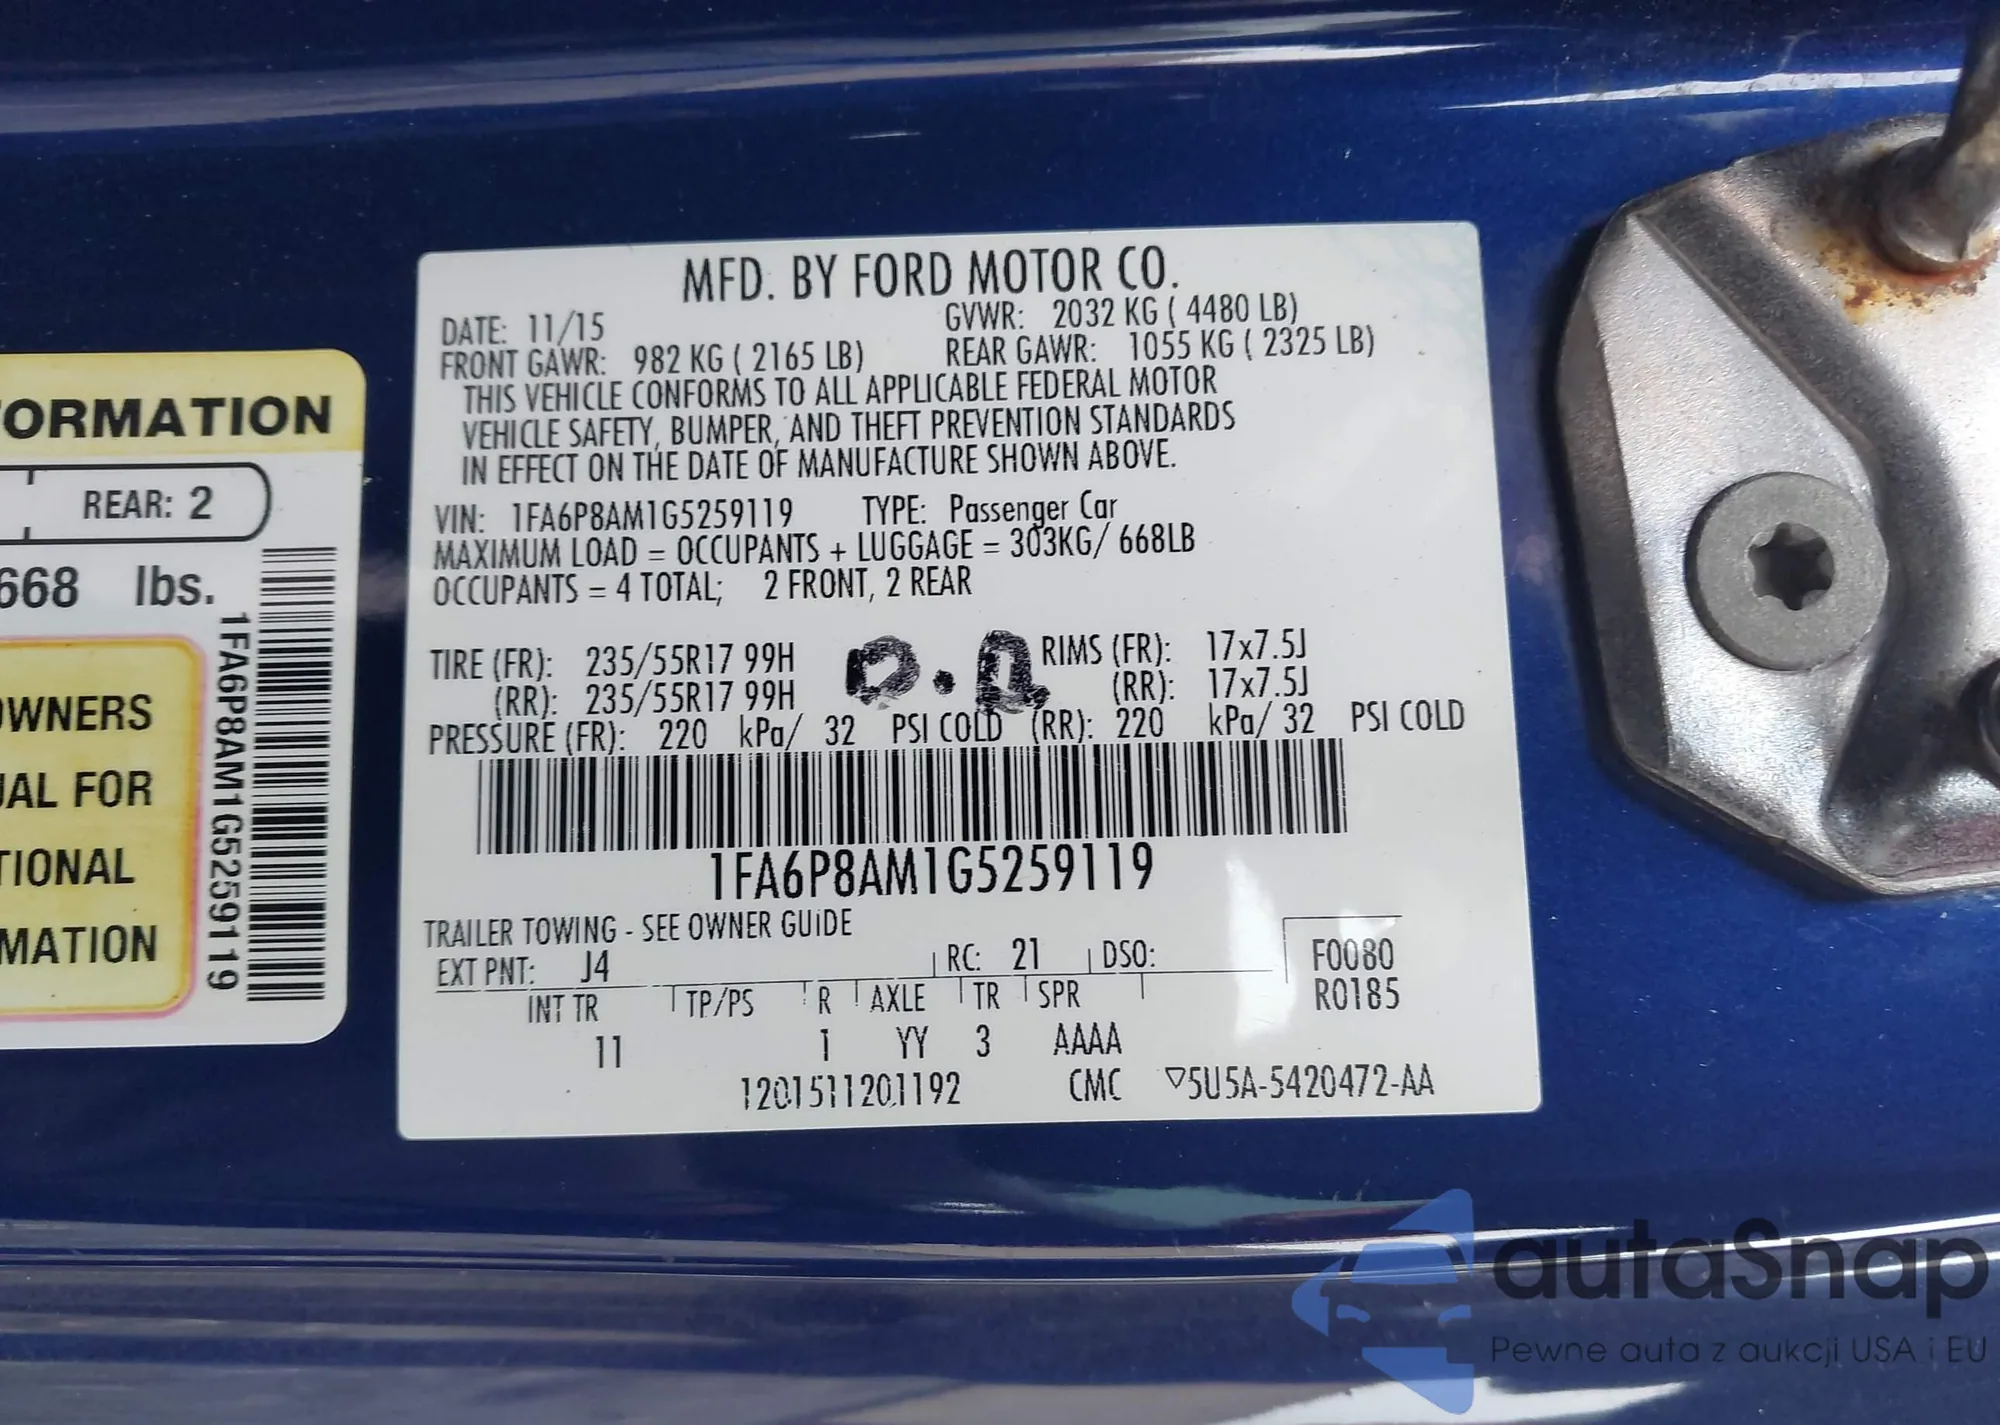 MFD. BY FORD MOTOR CO.
DATE: 11/15 GVWR: 2032 KG ( 4480 LB)
FRONT GAWR: 982 KG ( 2165 LB) REAR GAWR: 1055 KG ( 2325 LB)
THIS VEHICLE CONFORMS TO ALL APPLICABLE FEDERAL MOTOR
VEHICLE SAFETY, BUMPER, AND THEFT PREVENTION STANDARDS
IN EFFECT ON THE DATE OF MANUFACTURE SHOWN ABOVE.
VIN: 1FA6P8AM1G5259119 TYPE: Passenger Car
MAXIMUM LOAD = OCCUPANTS + LUGGAGE = 303KG/ 668LB
OCCUPANTS = 4 TOTAL; 2 FRONT, 2 REAR
TIRE (FR): 235/55R17 99H RIMS (FR): 17x7.5J
(RR): 235/55R17 99H (RR): 17x7.5J
PRESSURE (FR): 220 kPa/ 32 PSI COLD (RR): 220 kPa/ 32 PSI COLD
1FA6P8AM1G5259119
TRAILER TOWING - SEE OWNER GUIDE
EXT PNT: J4 RC: 21 DSO: F0080
INT TR TP/PS R AXLE TR SPR R0185
11 1 YY 3 AAAA
1201511201192 CMC ▽5U5A-5420472-AA
ORMATION
REAR: 2
668 lbs.
OWNERS
UAL FOR
TIONAL
MATION
1FA6P8AM1G5259119
autaSnap
Pewne auta z aukcji USA i EU